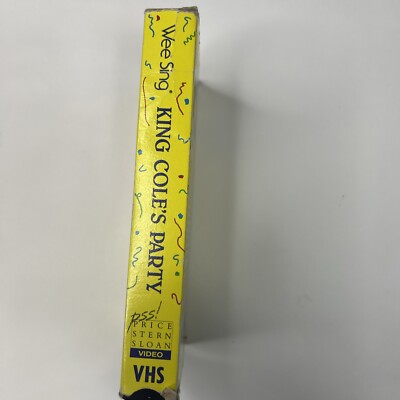 Wee Sing
KING COLE'S PARTY
pss!
PRICE
STERN
SLOAN
VIDEO
VHS